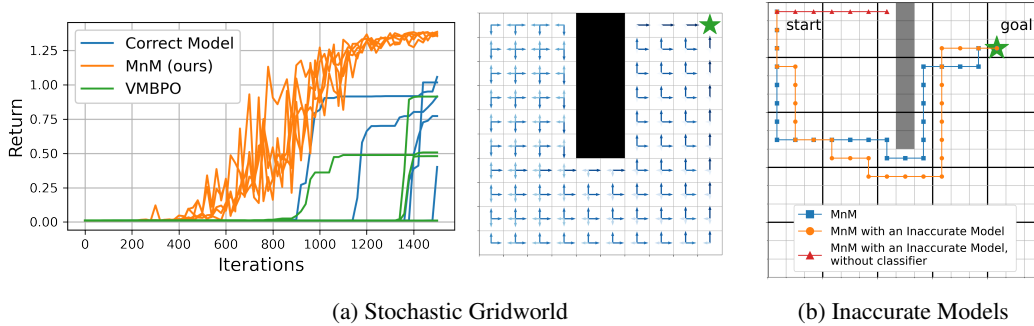 Return
1.25
1.00
0.75
0.50
0.25
0.00
Correct Model
MnM (ours)
VMBPO
0 200 400 600 800 1000 1200 1400
Iterations
start
goal
MnM
MnM with an Inaccurate Model
MnM with an Inaccurate Model,
without classifier
(a) Stochastic Gridworld
(b) Inaccurate Models